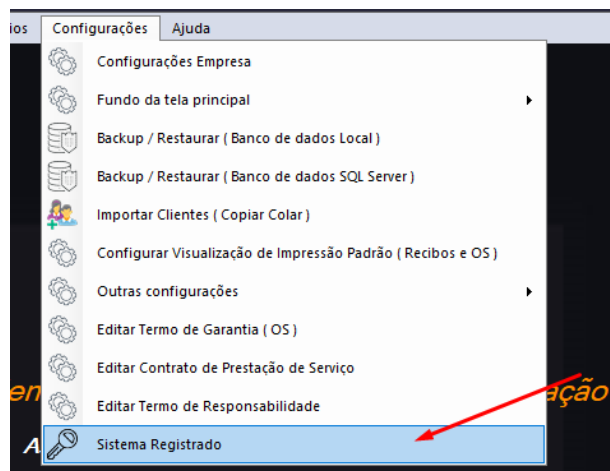 ios Configurações Ajuda
Configurações Empresa
Fundo da tela principal
Backup / Restaurar ( Banco de dados Local )
Backup / Restaurar ( Banco de dados SQL Server )
Importar Clientes ( Copiar Colar )
Configurar Visualização de Impressão Padrão ( Recibos e OS )
Outras configurações
Editar Termo de Garantia ( OS )
Editar Contrato de Prestação de Serviço
en ação
Editar Termo de Responsabilidade
A
Sistema Registrado